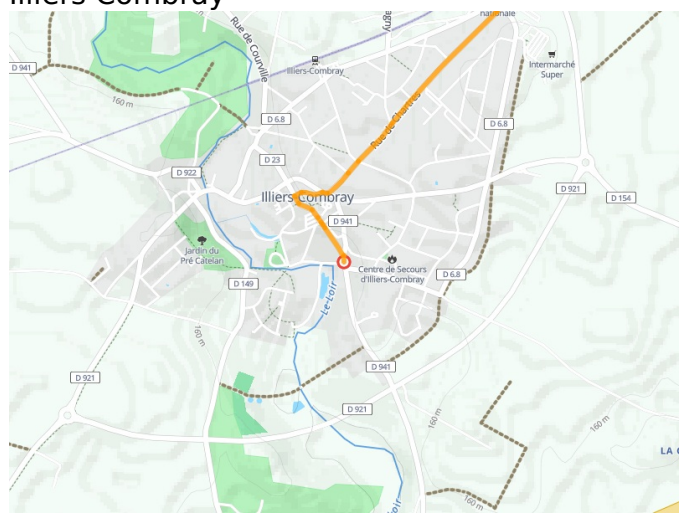 Illiers-Combray
nationale
Rue de Courville
Illiers-Combray
Intermarché
Super
D 941
160 m
D 6.8
Rue de Chartres
D 6.8
D 23
D 922
D 921
D 154
Illiers-Combray
D 941
Jardin du
Pré Catelan
Centre de Secours
d'Illiers-Combray
D 6.8
D 149
Le Loir
160 m
D 941
D 921
D 921
160 m
160 m